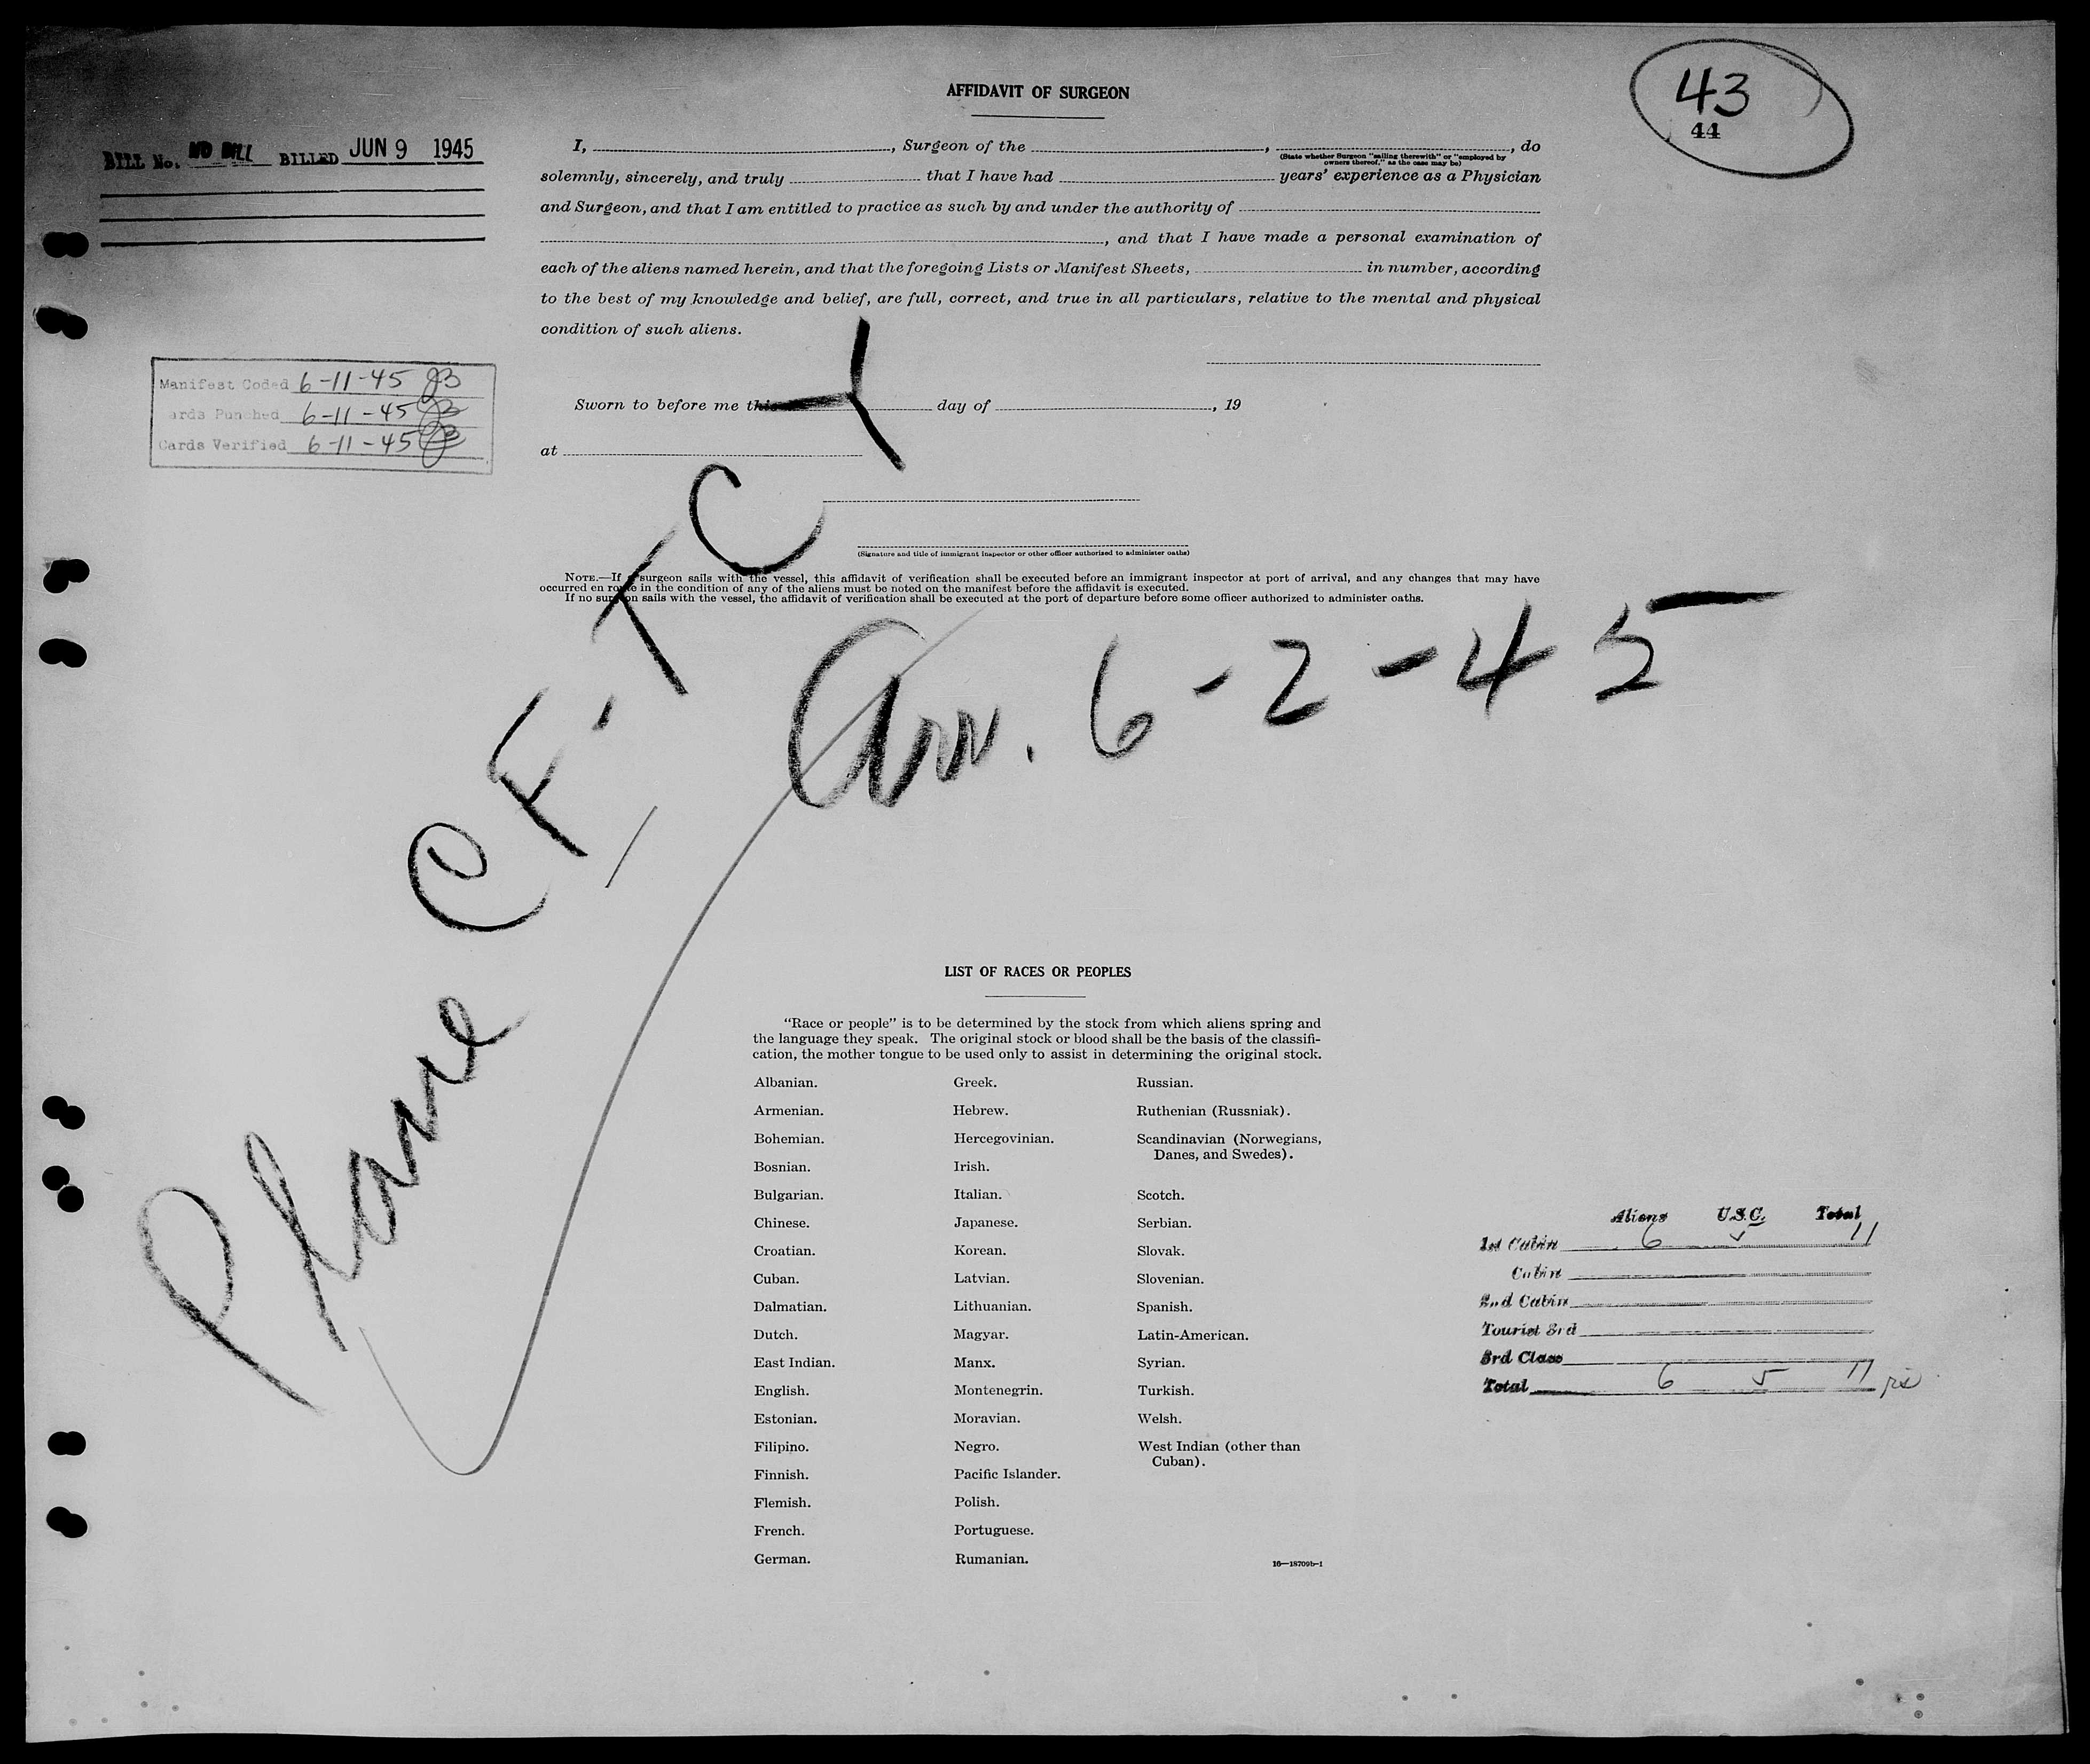 AFFIDAVIT OF SURGEON
43
44
BILL No. NO BILL BILLED JUN 9 1945
I, , Surgeon of the , , do
(State whether Surgeon "sailing therewith" or "employed by
owners thereof," as the case may be)
solemnly, sincerely, and truly that I have had years' experience as a Physician
and Surgeon, and that I am entitled to practice as such by and under the authority of
, and that I have made a personal examination of
each of the aliens named herein, and that the foregoing Lists or Manifest Sheets, in number, according
to the best of my knowledge and belief, are full, correct, and true in all particulars, relative to the mental and physical
condition of such aliens.
Manifest Coded 6-11-45 JB
ards Punched 6-11-45 JB
Cards Verified 6-11-45 JB
Sworn to before me this day of , 19
at
(Signature and title of immigrant inspector or other officer authorized to administer oaths)
NOTE.—If a surgeon sails with the vessel, this affidavit of verification shall be executed before an immigrant inspector at port of arrival, and any changes that may have
occurred en route in the condition of any of the aliens must be noted on the manifest before the affidavit is executed.
If no surgeon sails with the vessel, the affidavit of verification shall be executed at the port of departure before some officer authorized to administer oaths.
Plane CF-TCY
Arr. 6-2-45
LIST OF RACES OR PEOPLES
"Race or people" is to be determined by the stock from which aliens spring and
the language they speak. The original stock or blood shall be the basis of the classifi-
cation, the mother tongue to be used only to assist in determining the original stock.
Albanian.
Armenian.
Bohemian.
Bosnian.
Bulgarian.
Chinese.
Croatian.
Cuban.
Dalmatian.
Dutch.
East Indian.
English.
Estonian.
Filipino.
Finnish.
Flemish.
French.
German.
Greek.
Hebrew.
Hercegovinian.
Irish.
Italian.
Japanese.
Korean.
Latvian.
Lithuanian.
Magyar.
Manx.
Montenegrin.
Moravian.
Negro.
Pacific Islander.
Polish.
Portuguese.
Rumanian.
Russian.
Ruthenian (Russniak).
Scandinavian (Norwegians,
Danes, and Swedes).
Scotch.
Serbian.
Slovak.
Slovenian.
Spanish.
Latin-American.
Syrian.
Turkish.
Welsh.
West Indian (other than
Cuban).
16—18709b-1
Aliens U.S.C. Total
1st Cabin 6 5 11
Cabin
2nd Cabin
Tourist 3rd
3rd Class
Total 6 5 11